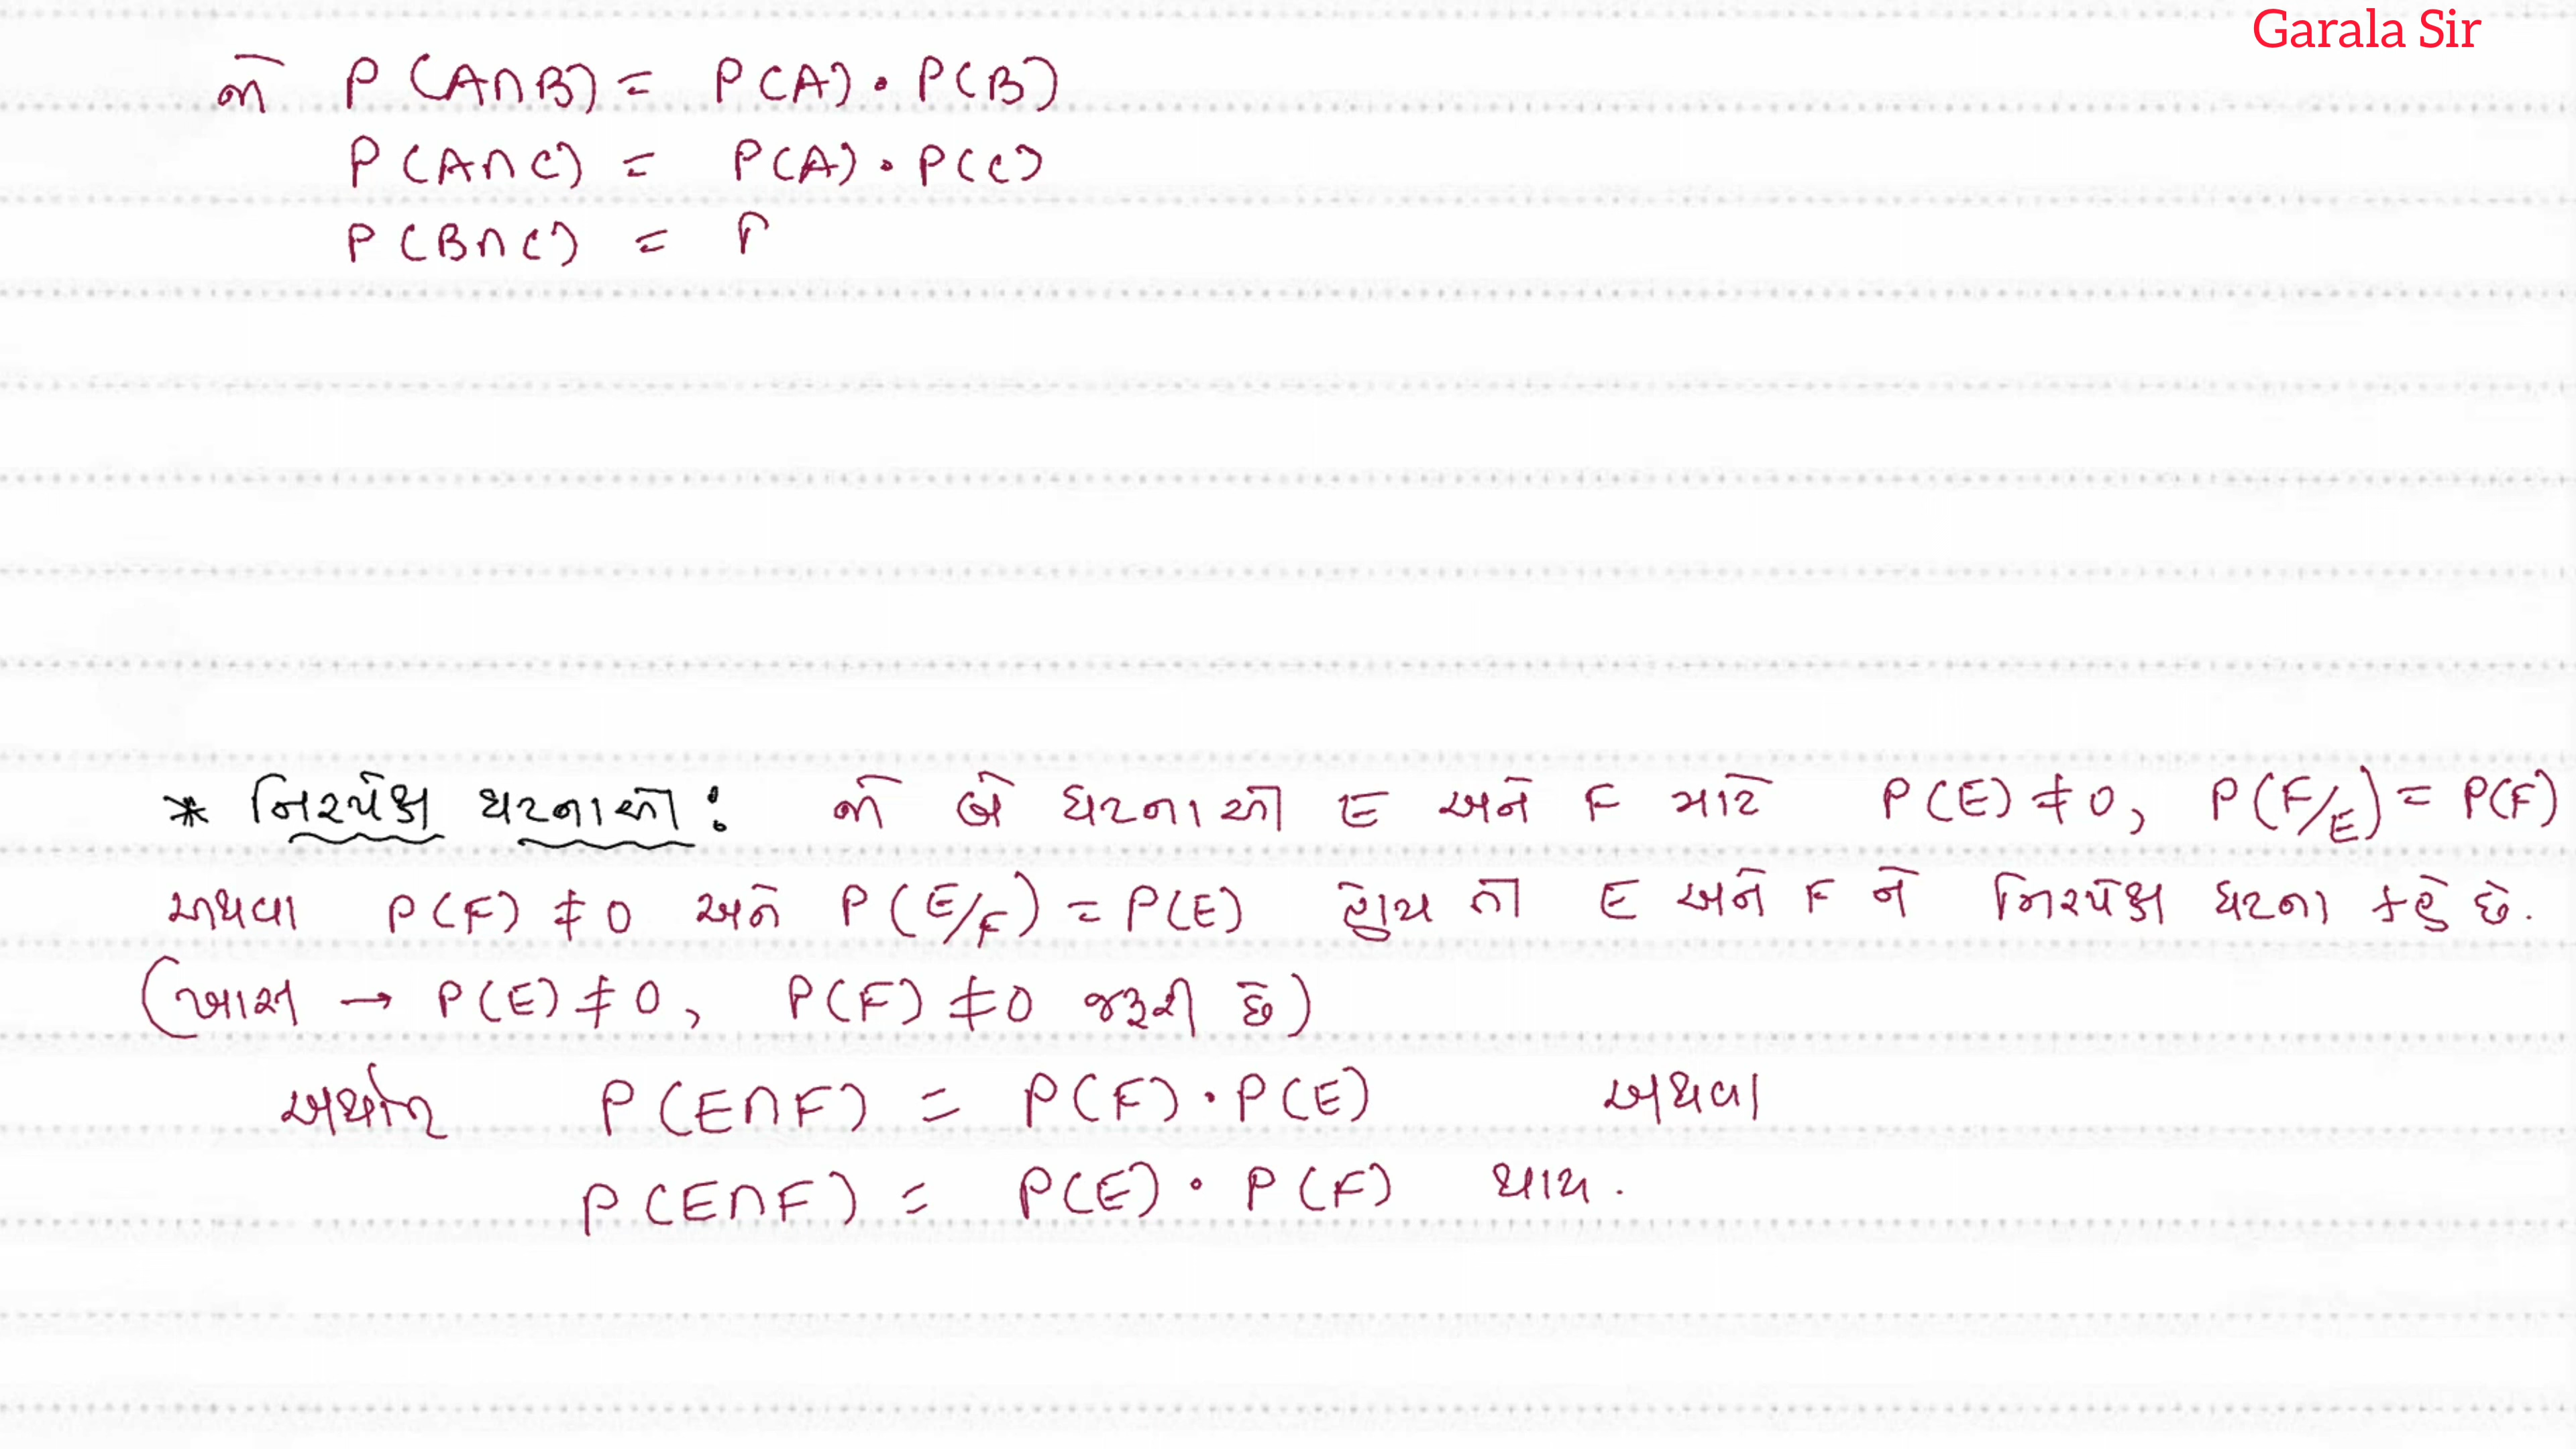 Garala Sir
જો P(A∩B) = P(A) · P(B)
P(A∩C) = P(A) · P(C)
P(B∩C) = P
* નિરપેક્ષ ઘટનાઓ : જો બે ઘટનાઓ E અને F માટે P(E) ≠ 0, P(F/E) = P(F)
અથવા P(F) ≠ 0 અને P(E/F) = P(E) હોય તો E અને F ને નિરપેક્ષ ઘટના કહે છે.
(ખાસ → P(E) ≠ 0, P(F) ≠ 0 જરૂરી છે)
અર્થાત્ P(E∩F) = P(F) · P(E) અથવા
P(E∩F) = P(E) · P(F) થાય.